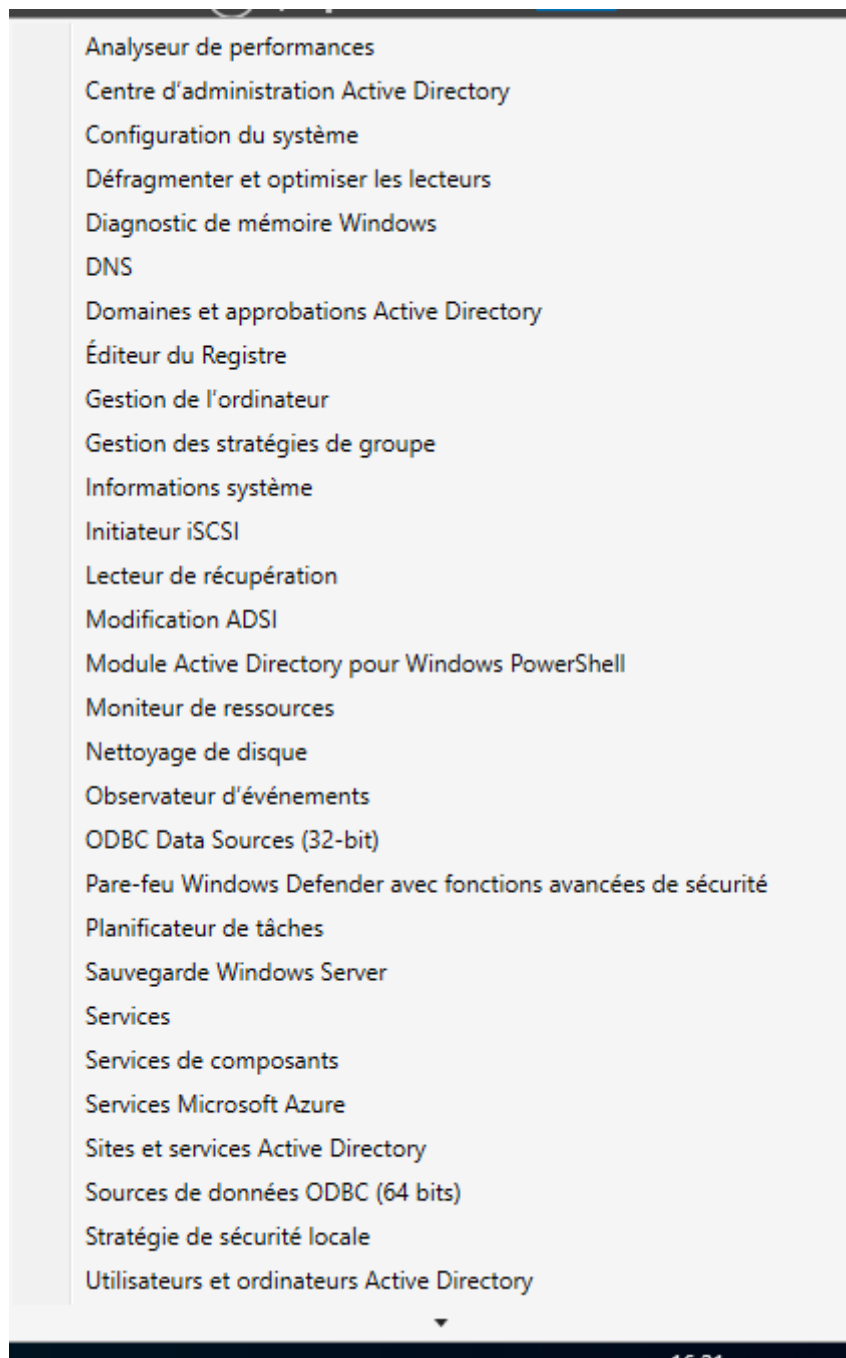 Analyseur de performances
Centre d'administration Active Directory
Configuration du système
Défragmenter et optimiser les lecteurs
Diagnostic de mémoire Windows
DNS
Domaines et approbations Active Directory
Éditeur du Registre
Gestion de l'ordinateur
Gestion des stratégies de groupe
Informations système
Initiateur iSCSI
Lecteur de récupération
Modification ADSI
Module Active Directory pour Windows PowerShell
Moniteur de ressources
Nettoyage de disque
Observateur d'événements
ODBC Data Sources (32-bit)
Pare-feu Windows Defender avec fonctions avancées de sécurité
Planificateur de tâches
Sauvegarde Windows Server
Services
Services de composants
Services Microsoft Azure
Sites et services Active Directory
Sources de données ODBC (64 bits)
Stratégie de sécurité locale
Utilisateurs et ordinateurs Active Directory